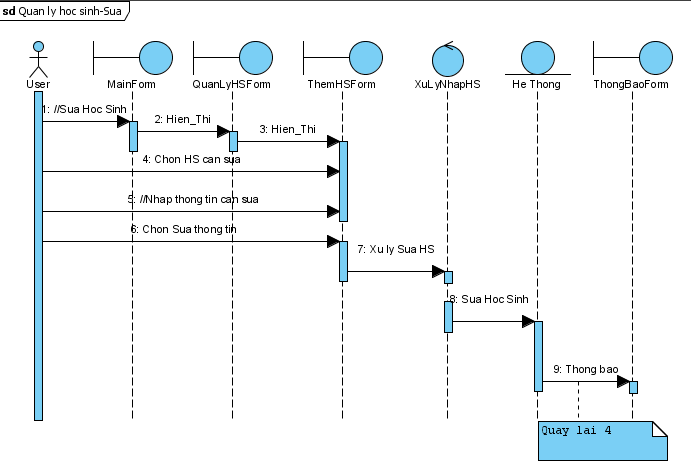 sd Quan ly hoc sinh-Sua
User
MainForm
QuanLyHSForm
ThemHSForm
XuLyNhapHS
He Thong
ThongBaoForm
1: //Sua Hoc Sinh
2: Hien_Thi
3: Hien_Thi
4: Chon HS can sua
5: //Nhap thong tin can sua
6: Chon Sua thong tin
7: Xu ly Sua HS
8: Sua Hoc Sinh
9: Thong bao
Quay lai 4